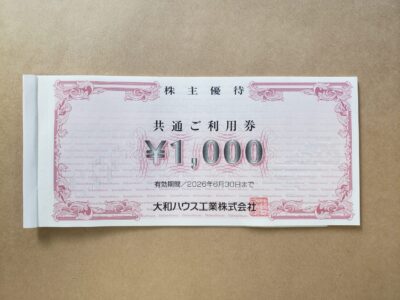 株主優待
共通ご利用券
¥1,000
有効期間／2026年6月30日まで
大和ハウス工業株式会社